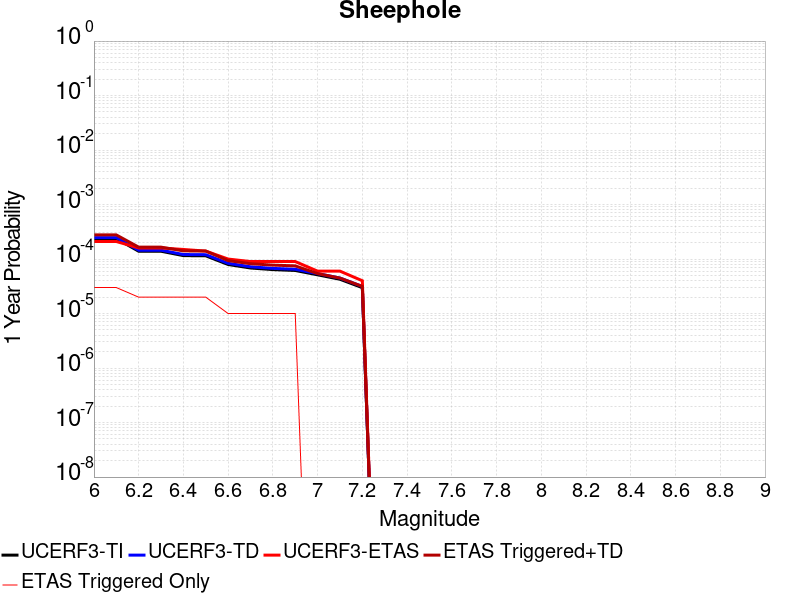 Sheephole
10^0
10^-1
10^-2
10^-3
10^-4
10^-5
10^-6
10^-7
10^-8
1 Year Probability
6 6.2 6.4 6.6 6.8 7 7.2 7.4 7.6 7.8 8 8.2 8.4 8.6 8.8 9
Magnitude
UCERF3-TI UCERF3-TD UCERF3-ETAS ETAS Triggered+TD
ETAS Triggered Only